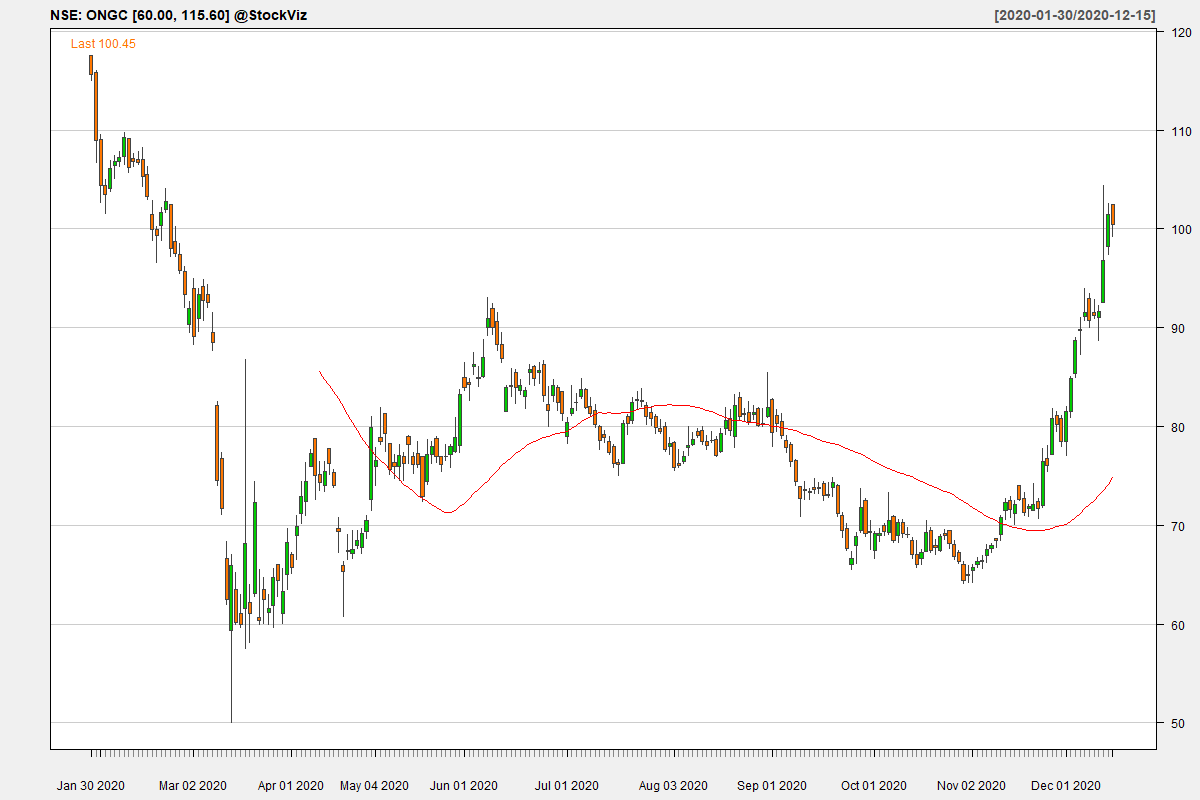 NSE: ONGC [60.00, 115.60] @StockViz
[2020-01-30/2020-12-15]
Last 100.45
120
110
100
90
80
70
60
50
Jan 30 2020
Mar 02 2020
Apr 01 2020
May 04 2020
Jun 01 2020
Jul 01 2020
Aug 03 2020
Sep 01 2020
Oct 01 2020
Nov 02 2020
Dec 01 2020